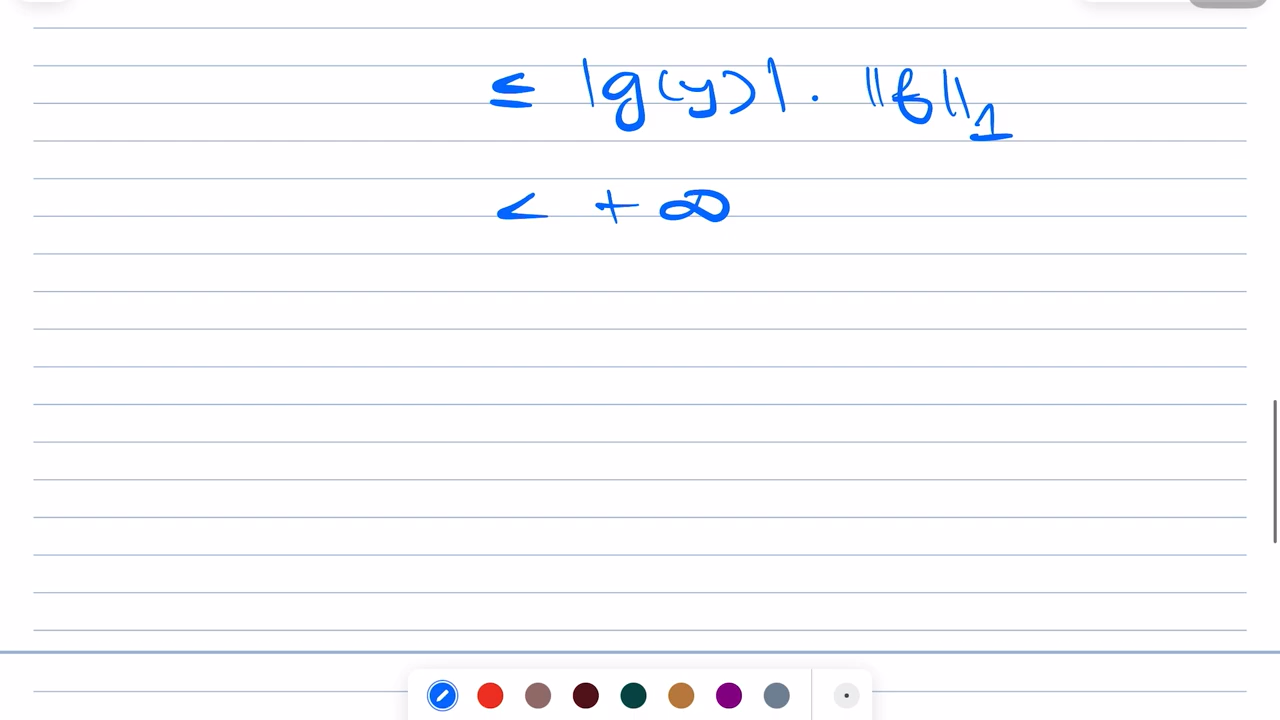 ≤ |g(y)| . ||f||₁
< + ∞